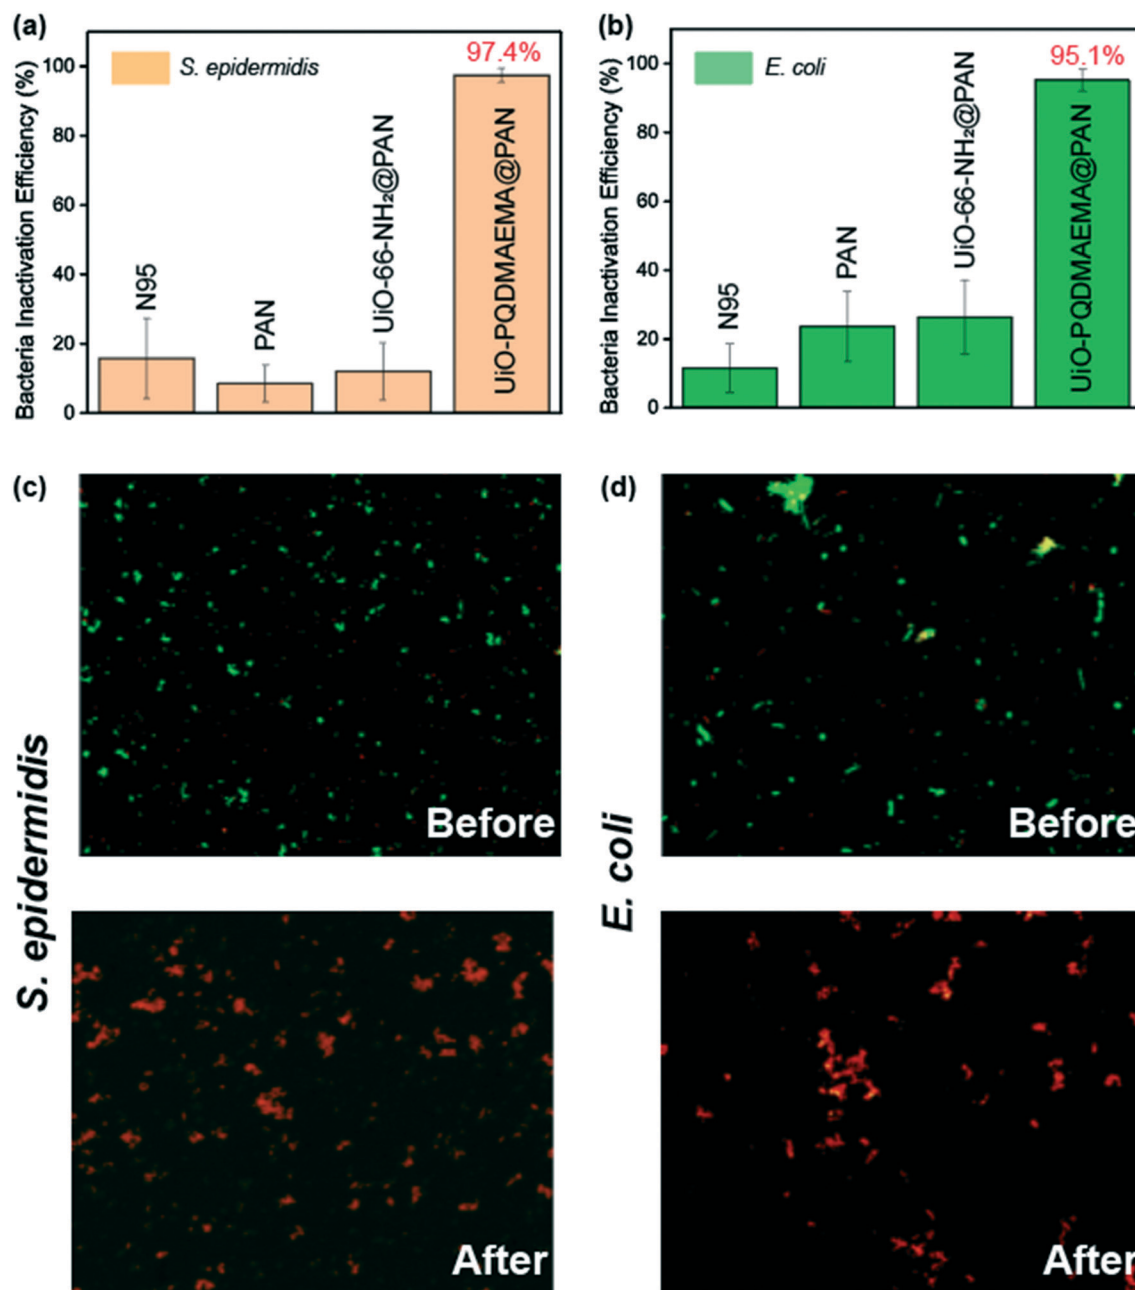 (a)
Bacteria Inactivation Efficiency (%)
100
80
60
40
20
0
S. epidermidis
N95
PAN
UiO-66-NH₂@PAN
UiO-PQDMAEMA@PAN
97.4%
(b)
Bacteria Inactivation Efficiency (%)
100
80
60
40
20
0
E. coli
N95
PAN
UiO-66-NH₂@PAN
UiO-PQDMAEMA@PAN
95.1%
(c)
S. epidermidis
Before
After
(d)
E. coli
Before
After